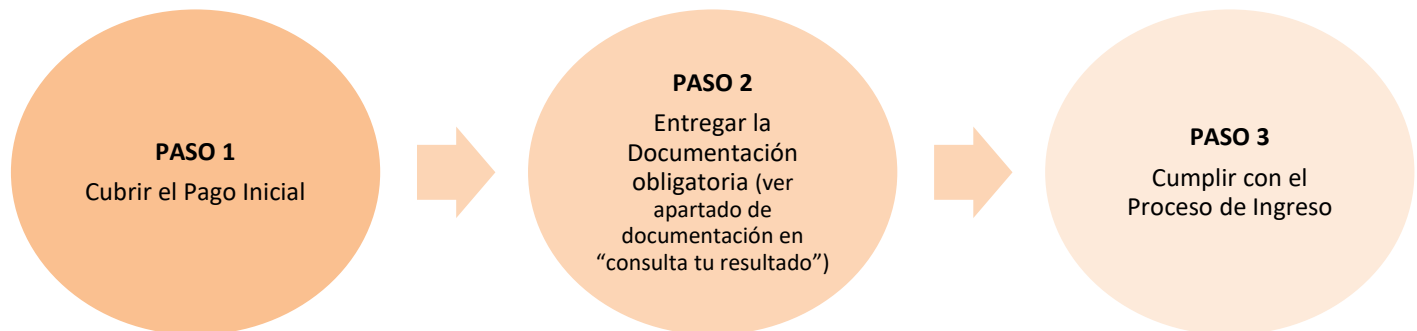 PASO 1
Cubrir el Pago Inicial
PASO 2
Entregar la
Documentación
obligatoria (ver
apartado de
documentación en
“consulta tu resultado”)
PASO 3
Cumplir con el
Proceso de Ingreso